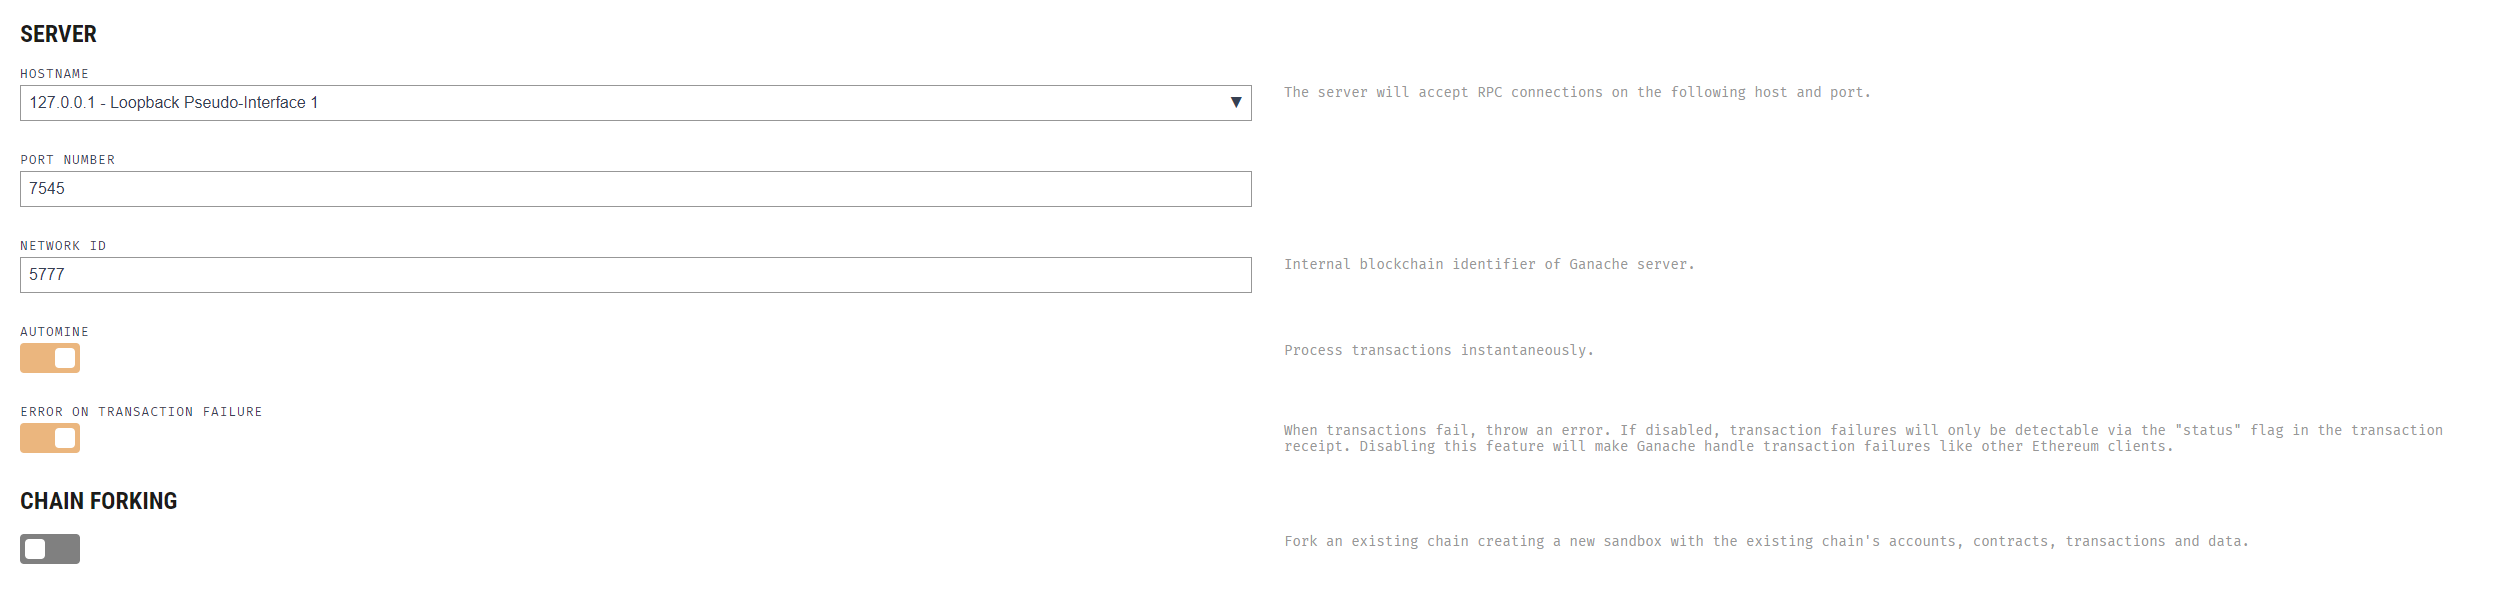 SERVER
HOSTNAME
127.0.0.1 - Loopback Pseudo-Interface 1
The server will accept RPC connections on the following host and port.
PORT NUMBER
7545
NETWORK ID
5777
Internal blockchain identifier of Ganache server.
AUTOMINE
Process transactions instantaneously.
ERROR ON TRANSACTION FAILURE
When transactions fail, throw an error. If disabled, transaction failures will only be detectable via the "status" flag in the transaction
receipt. Disabling this feature will make Ganache handle transaction failures like other Ethereum clients.
CHAIN FORKING
Fork an existing chain creating a new sandbox with the existing chain's accounts, contracts, transactions and data.